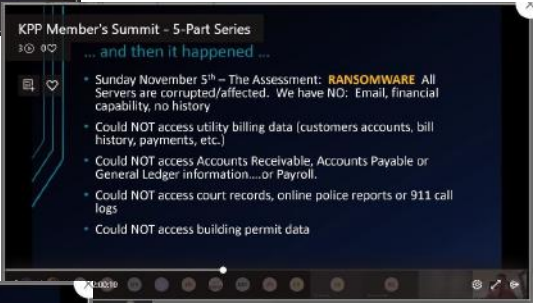 KPP Member's Summit - 5-Part Series
3 0
... and then it happened ...
Sunday November 5th – The Assessment: RANSOMWARE All
Servers are corrupted/affected. We have NO: Email, financial
capability, no history
Could NOT access utility billing data (customers accounts, bill
history, payments, etc.)
Could NOT access Accounts Receivable, Accounts Payable or
General Ledger information....or Payroll.
Could NOT access court records, online police reports or 911 call
logs
Could NOT access building permit data